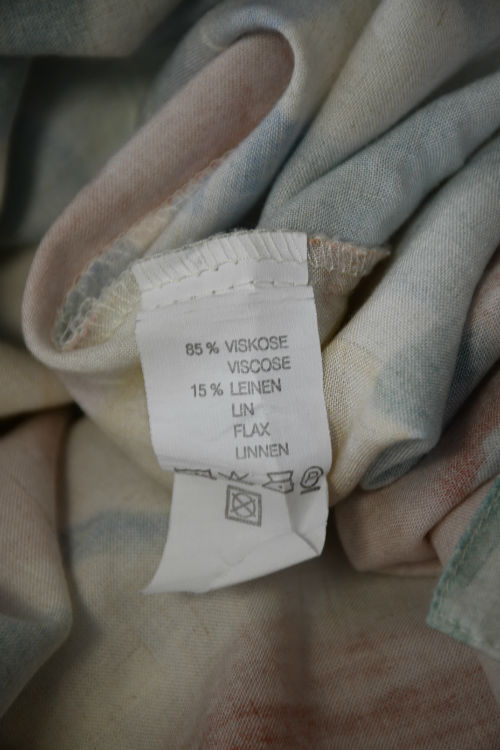 85 % VISKOSE
VISCOSE
15 % LEINEN
LIN
FLAX
LINNEN
P